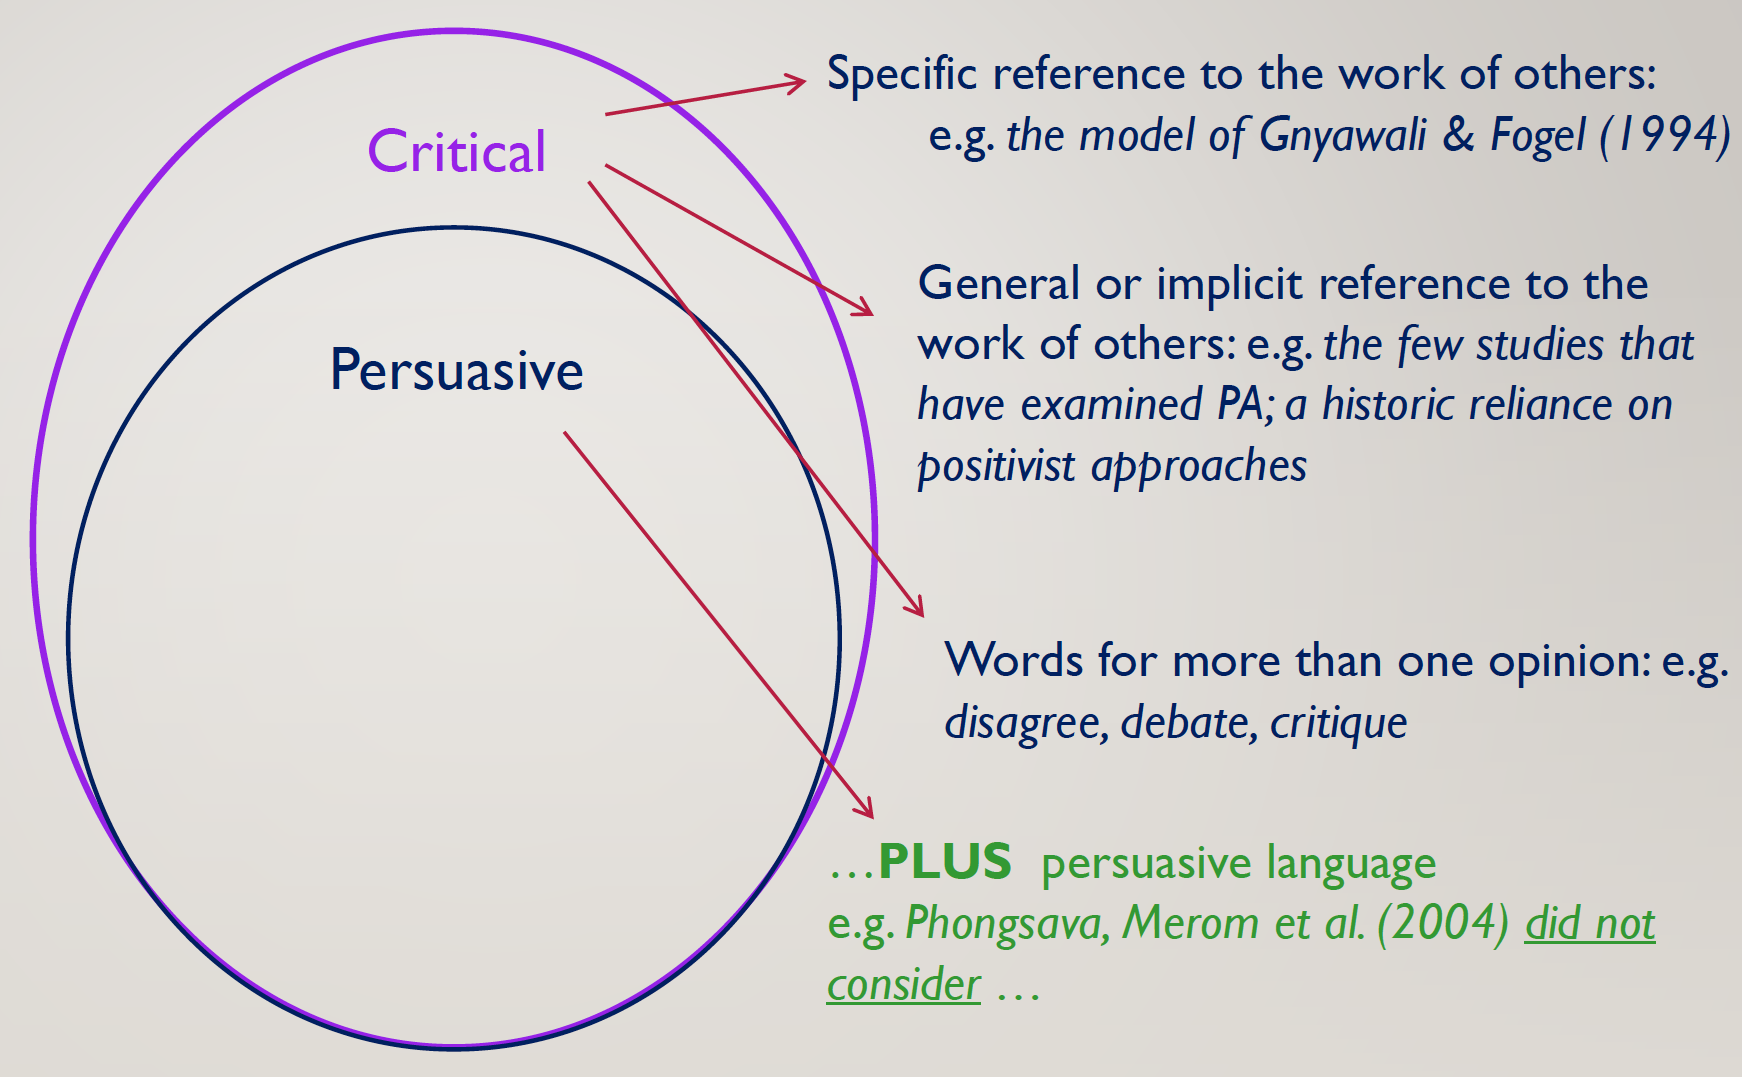 Critical
Persuasive
Specific reference to the work of others:
e.g. the model of Gnyawali & Fogel (1994)
General or implicit reference to the
work of others: e.g. the few studies that
have examined PA; a historic reliance on
positivist approaches
Words for more than one opinion: e.g.
disagree, debate, critique
…PLUS persuasive language
e.g. Phongsava, Merom et al. (2004) did not
consider …